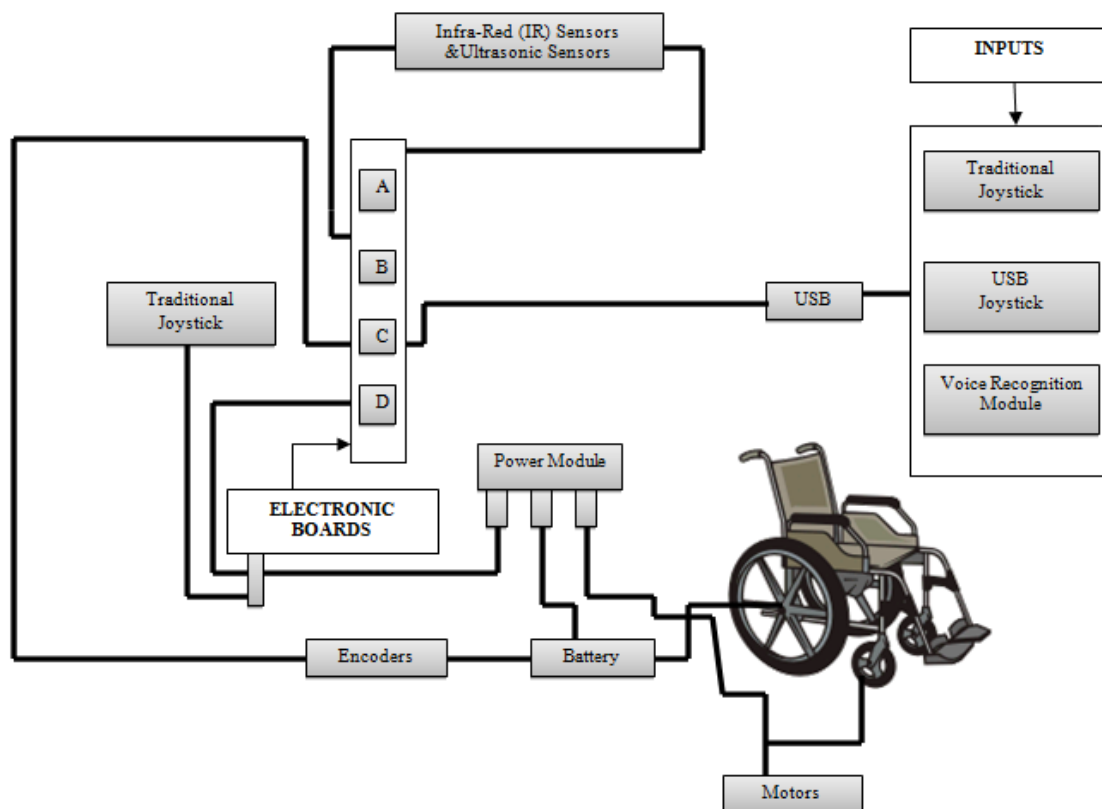 Infra-Red (IR) Sensors
&Ultrasonic Sensors
INPUTS
A
B
C
D
Traditional
Joystick
USB
Traditional
Joystick
USB
Joystick
Voice Recognition
Module
Power Module
ELECTRONIC
BOARDS
Encoders
Battery
Motors